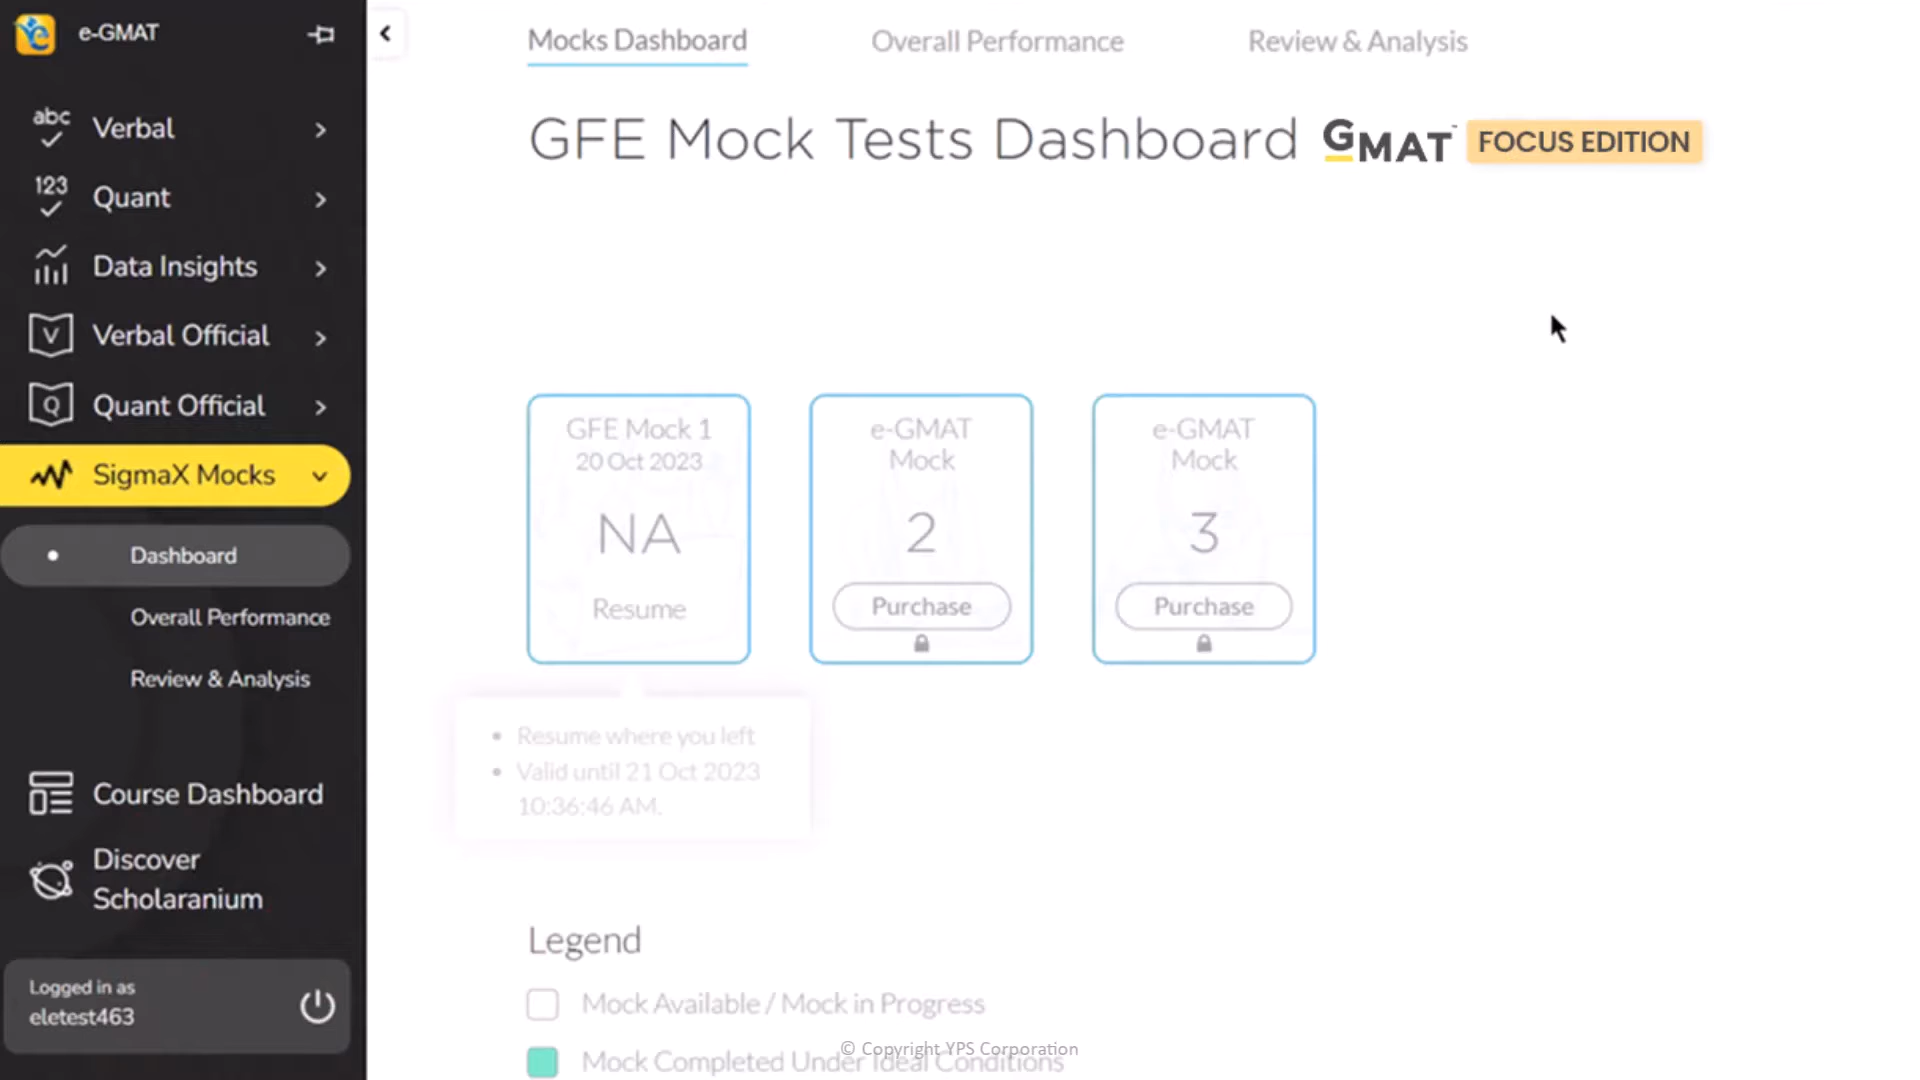 e-GMAT
abc
Verbal
123
Quant
Data Insights
V
Verbal Official
Q
Quant Official
SigmaX Mocks
Dashboard
Overall Performance
Review & Analysis
Course Dashboard
Discover
Scholaranium
Logged in as
eletest463
Mocks Dashboard
Overall Performance
Review & Analysis
GFE Mock Tests Dashboard GMAT™ FOCUS EDITION
GFE Mock 1
20 Oct 2023
NA
Resume
e-GMAT
Mock
2
Purchase
e-GMAT
Mock
3
Purchase
• Resume where you left
• Valid until 21 Oct 2023
10:36:46 AM.
Legend
Mock Available / Mock in Progress
Mock Completed Under Ideal Conditions
© Copyright YPS Corporation